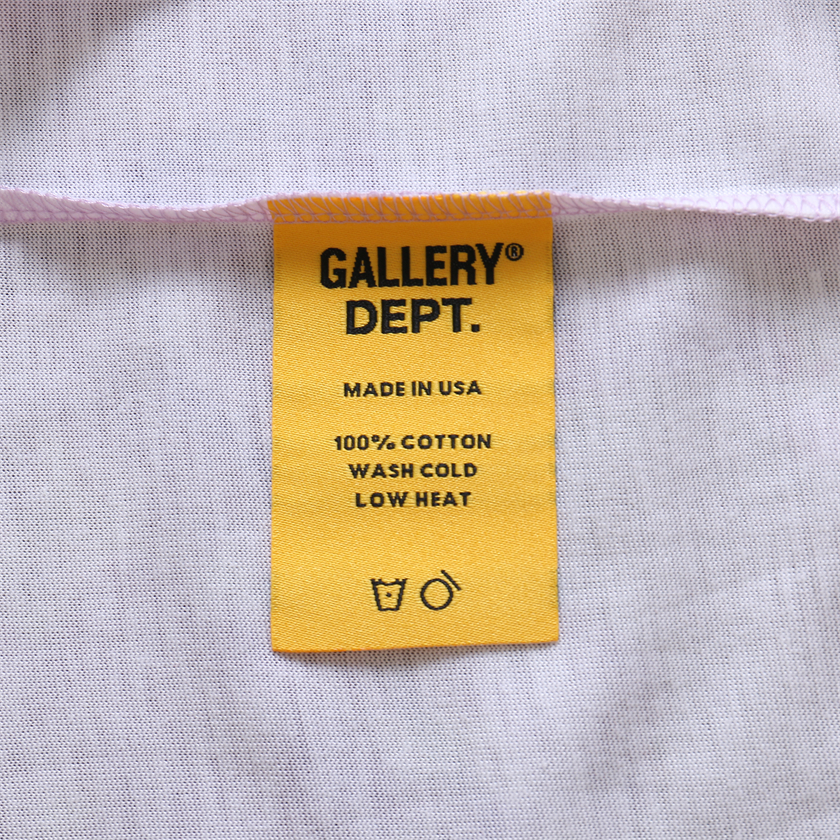 GALLERY®
DEPT.
MADE IN USA
100% COTTON
WASH COLD
LOW HEAT